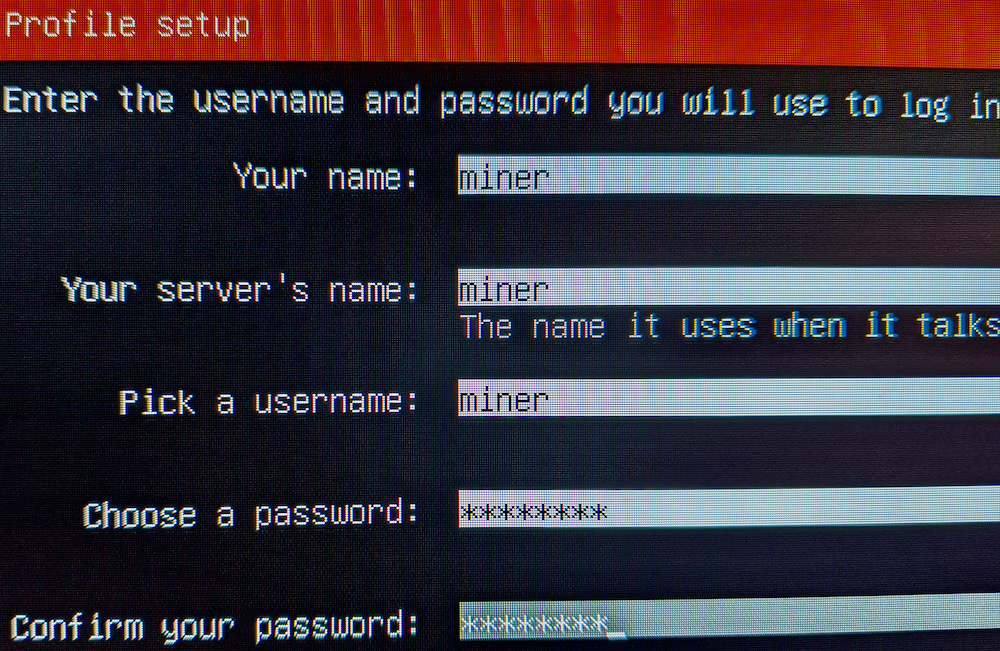 Profile setup
Enter the username and password you will use to log in
Your name: miner
Your server's name: miner
The name it uses when it talks
Pick a username: miner
Choose a password: ********
Confirm your password: ********_